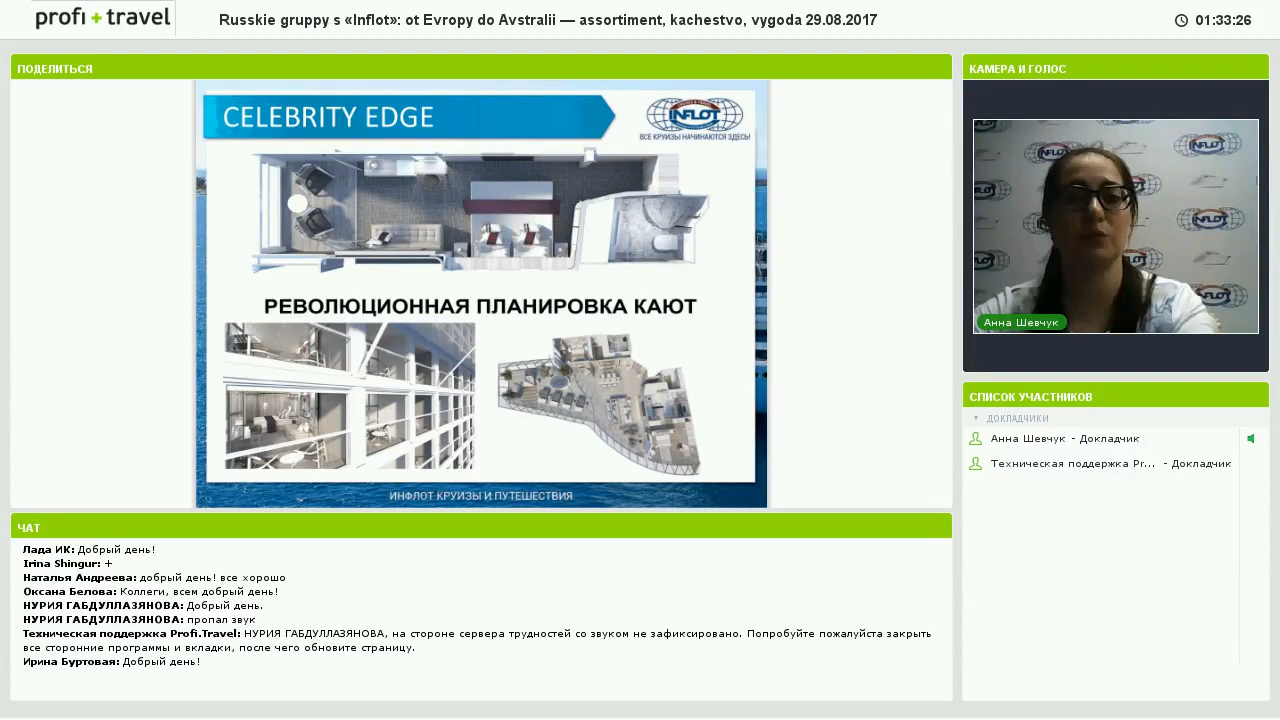 profi + travel
Russkie gruppy s «Inflot»: ot Evropy do Avstralii — assortiment, kachestvo, vygoda 29.08.2017
01:33:26
ПОДЕЛИТЬСЯ
CELEBRITY EDGE
INFLOT
ВСЕ КРУИЗЫ НАЧИНАЮТСЯ ЗДЕСЬ!
РЕВОЛЮЦИОННАЯ ПЛАНИРОВКА КАЮТ
ИНФЛОТ КРУИЗЫ И ПУТЕШЕСТВИЯ
КАМЕРА И ГОЛОС
INFLOT
INFLOT
INFLOT
INFLOT
Анна Шевчук
СПИСОК УЧАСТНИКОВ
ДОКЛАДЧИКИ
Анна Шевчук - Докладчик
Техническая поддержка Pr... - Докладчик
ЧАТ
Лада ИК: Добрый день!
Irina Shingur: +
Наталья Андреева: добрый день! все хорошо
Оксана Белова: Коллеги, всем добрый день!
НУРИЯ ГАБДУЛЛАЗЯНОВА: Добрый день.
НУРИЯ ГАБДУЛЛАЗЯНОВА: пропал звук
Техническая поддержка Profi.Travel: НУРИЯ ГАБДУЛЛАЗЯНОВА, на стороне сервера трудностей со звуком не зафиксировано. Попробуйте пожалуйста закрыть
все сторонние программы и вкладки, после чего обновите страницу.
Ирина Буртовая: Добрый день!